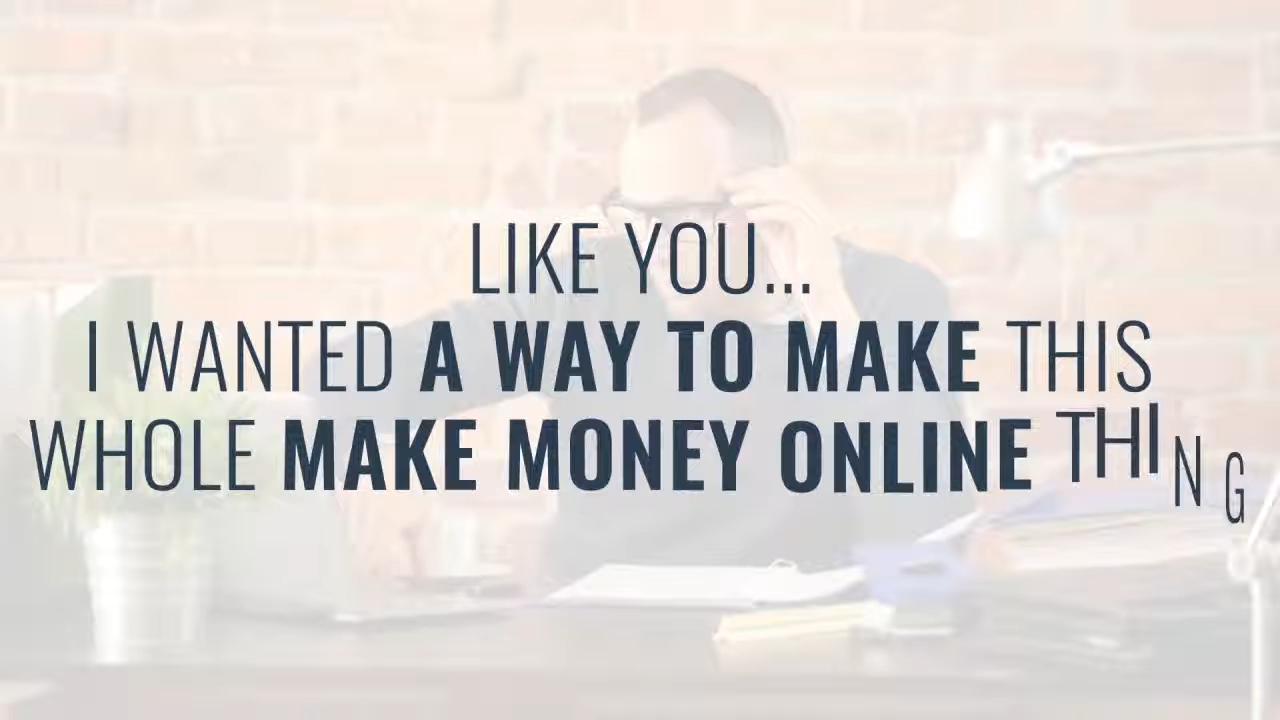 LIKE YOU...
I WANTED A WAY TO MAKE THIS
WHOLE MAKE MONEY ONLINE THING